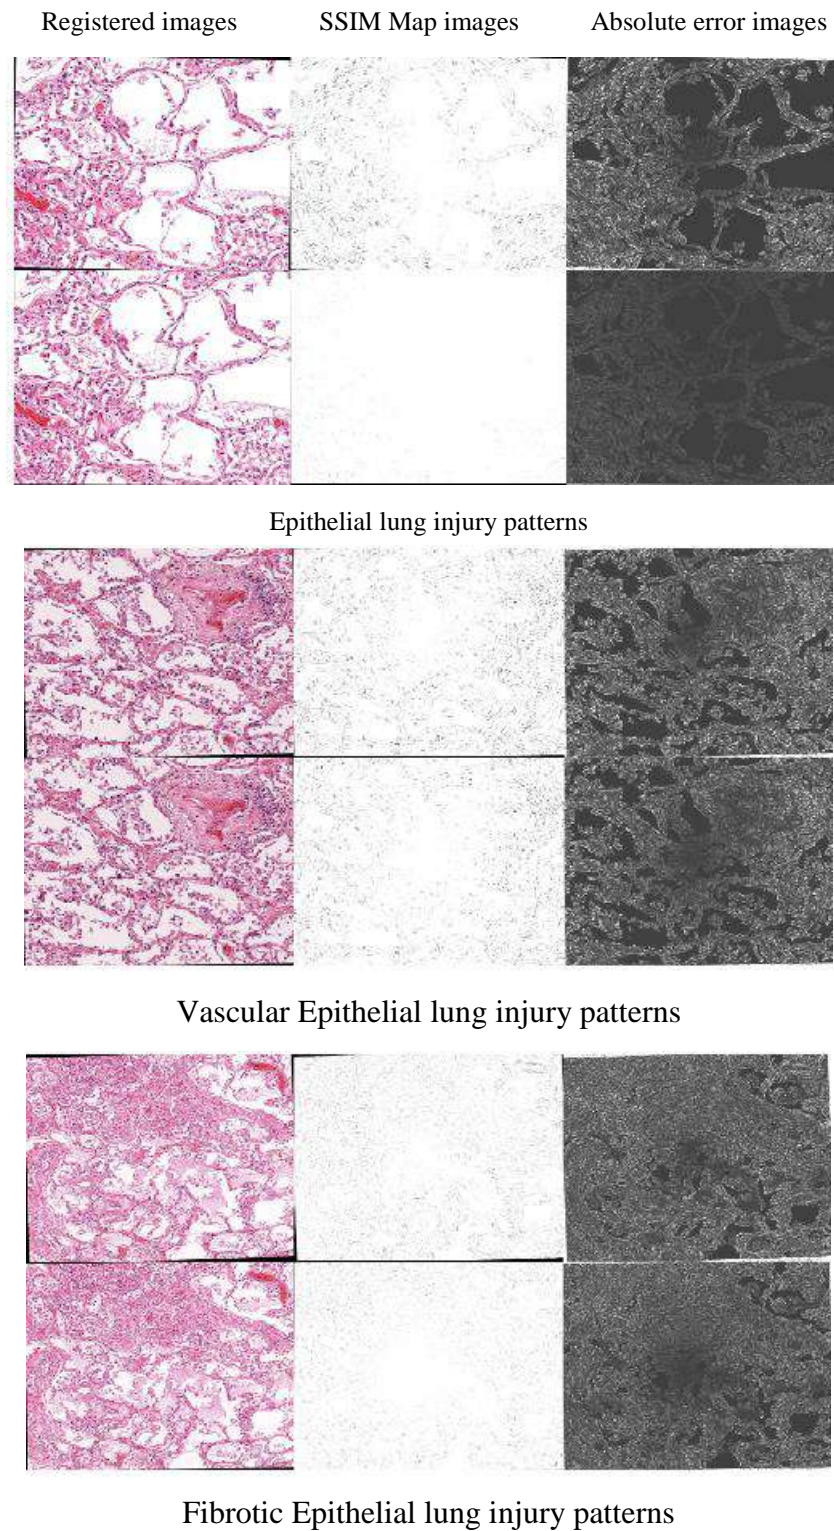 Registered images SSIM Map images Absolute error images
Epithelial lung injury patterns
Vascular Epithelial lung injury patterns
Fibrotic Epithelial lung injury patterns